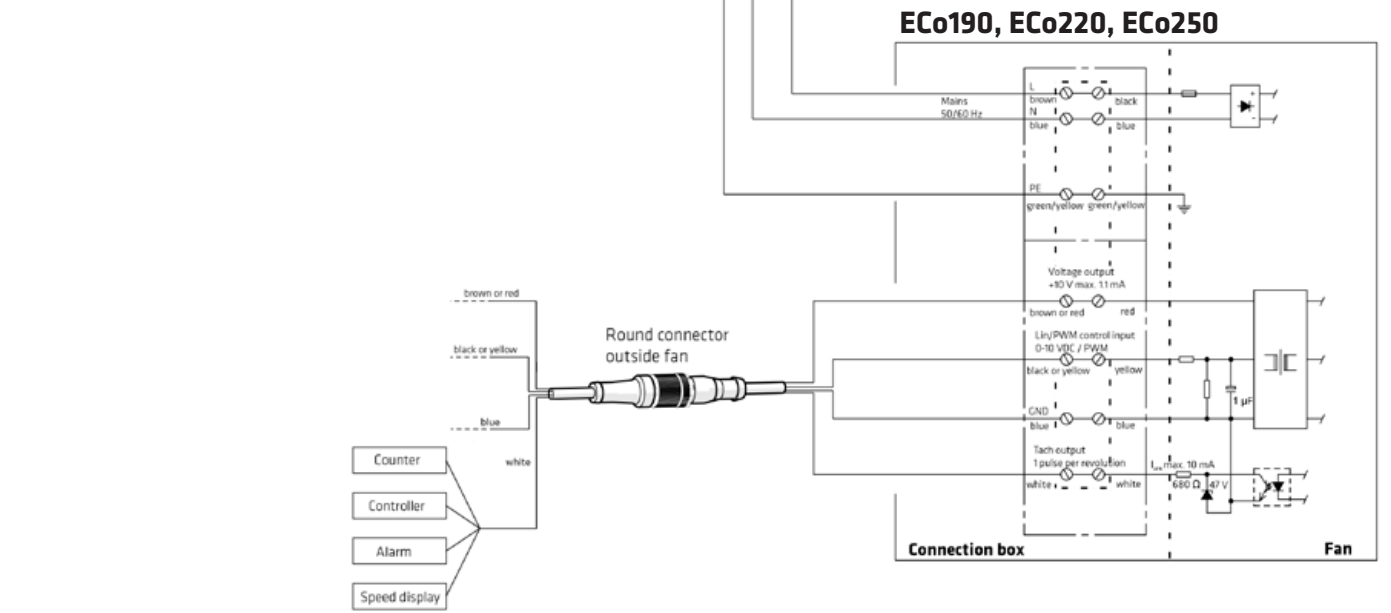 ECo190, ECo220, ECo250
L
brown
black
Mains
50/60 Hz
N
blue
blue
+
-
PE
green/yellow
green/yellow
Voltage output
+10 V max. 1.1 mA
brown or red
red
brown or red
Round connector
outside fan
Lin/PWM control input
0-10 VDC / PWM
black or yellow
yellow
black or yellow
1 µF
GND
blue
blue
blue
Tach output
1 pulse per revolution
white
white
max. 10 mA
680 Ω
47 V
white
Counter
Controller
Alarm
Speed display
Connection box
Fan